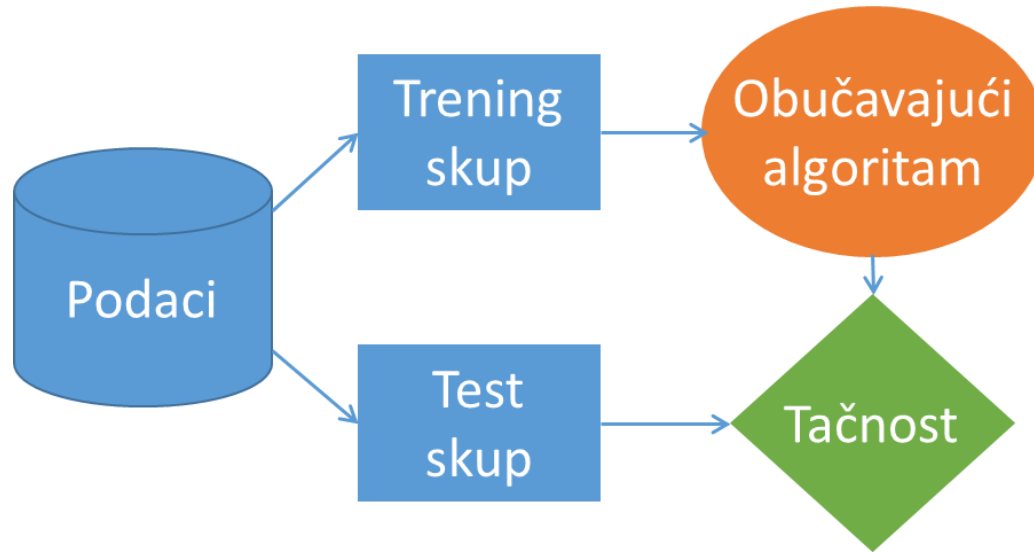 Podaci
Trening
skup
Obučavajući
algoritam
Test
skup
Tačnost